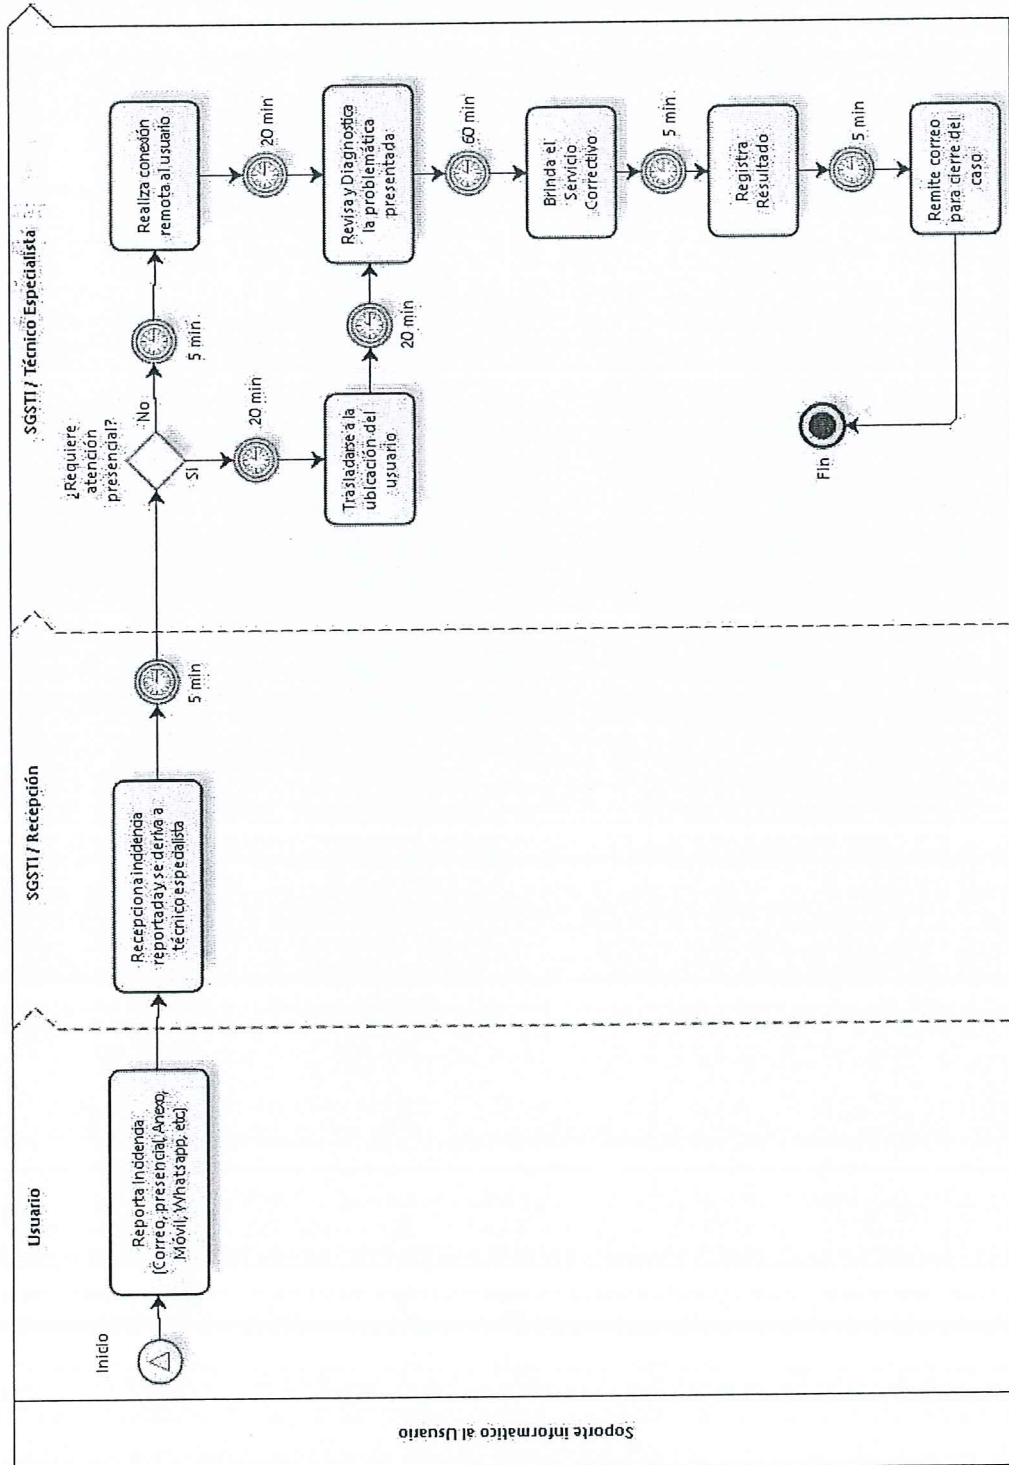 Soporte informatico al Usuario
Usuario
SGSTI / Recepción
SGSTI / Técnico Especialista
Inicio
Reporta Incidencia
(Correo, presencial, Anexo,
Móvil, Whatsapp, etc)
Recepciona incidencia
reportada y se deriva a
técnico especialista
5 min
¿Requiere
atención
presencial?
No
5 min
Realiza conexión
remota al usuario
20 min
Si
20 min
Trasladarse a la
ubicación del
usuario
20 min
Revisa y Diagnostica
la problemática
presentada
60 min
Brinda el
Servicio
Correctivo
5 min
Registra
Resultado
5 min
Remite correo
para cierre del
caso
Fin